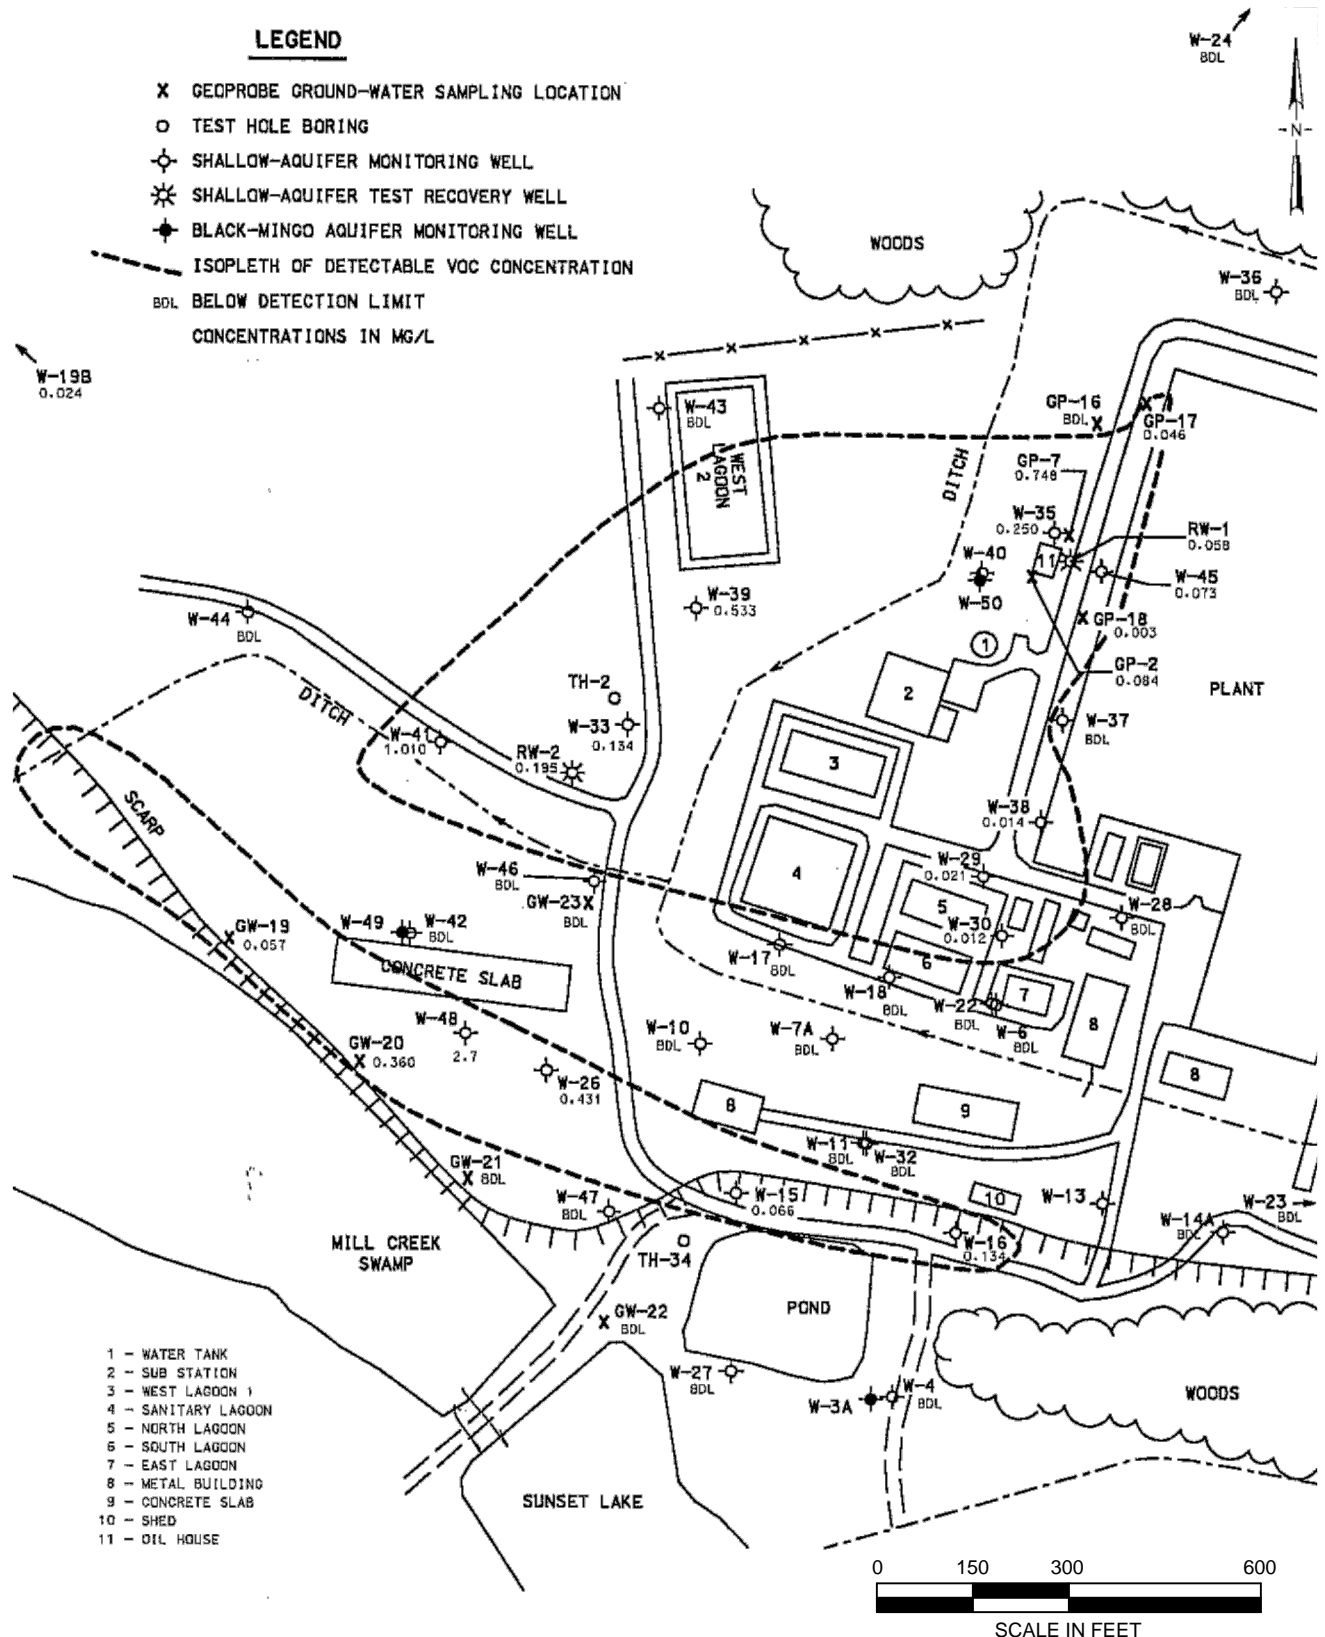 LEGEND
X GEOPROBE GROUND-WATER SAMPLING LOCATION
TEST HOLE BORING
SHALLOW-AQUIFER MONITORING WELL
SHALLOW-AQUIFER TEST RECOVERY WELL
BLACK-MINGO AQUIFER MONITORING WELL
ISOPLETH OF DETECTABLE VOC CONCENTRATION
BDL BELOW DETECTION LIMIT
CONCENTRATIONS IN MG/L
W-24
BDL
N
WOODS
W-36
BDL
W-19B
0.024
W-43
BDL
WEST
LAGOON
2
GP-16
BDL
GP-17
0.046
DITCH
GP-7
0.748
W-35
0.250
RW-1
0.058
11
W-40
W-50
W-45
0.073
W-39
0.533
W-44
BDL
GP-18
0.003
1
GP-2
0.084
PLANT
TH-2
2
DITCH
W-33
0.134
W-41
1.010
RW-2
0.195
W-37
BDL
3
SCARP
W-38
0.014
W-29
0.021
4
W-46
BDL
GW-23
BDL
5
W-28
BDL
W-30
0.012
GW-19
0.057
W-49
W-42
BDL
W-17
BDL
6
CONCRETE SLAB
W-18
BDL
7
W-22
BDL
W-6
BDL
8
W-48
2.7
W-10
BDL
W-7A
BDL
GW-20
0.360
W-26
0.431
8
8
9
W-11
BDL
W-32
BDL
GW-21
BDL
W-47
BDL
W-15
0.066
10
W-13
W-23
BDL
W-14A
BDL
W-16
0.134
MILL CREEK
SWAMP
TH-34
POND
GW-22
BDL
W-27
BDL
W-3A
W-4
BDL
WOODS
SUNSET LAKE
1 - WATER TANK
2 - SUB STATION
3 - WEST LAGOON 1
4 - SANITARY LAGOON
5 - NORTH LAGOON
6 - SOUTH LAGOON
7 - EAST LAGOON
8 - METAL BUILDING
9 - CONCRETE SLAB
10 - SHED
11 - OIL HOUSE
0 150 300 600
SCALE IN FEET